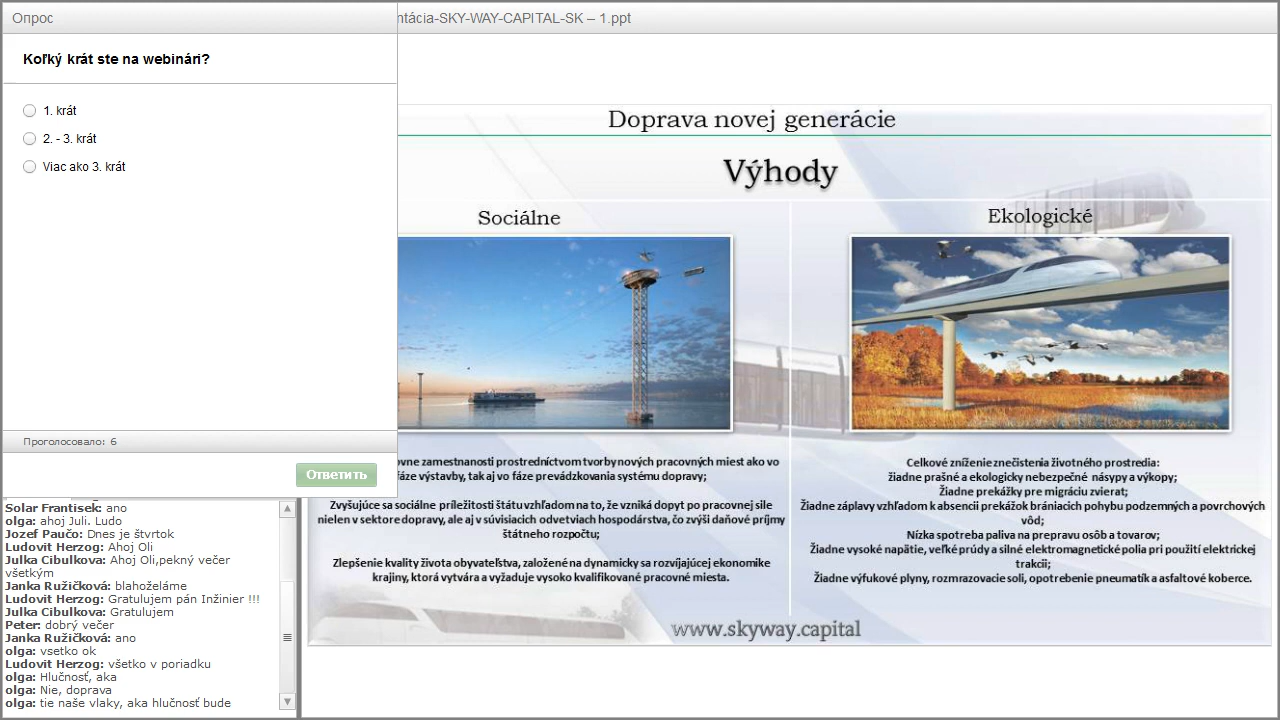 Опрос
ntácia-SKY-WAY-CAPITAL-SK – 1.ppt
Koľký krát ste na webinári?
1. krát
2. - 3. krát
Viac ako 3. krát
Проголосовало: 6
Ответить
Solar Frantisek: ano
olga: ahoj Juli. Ludo
Jozef Paučo: Dnes je štvrtok
Ludovit Herzog: Ahoj Oli
Julka Cibulkova: Ahoj Oli,pekný večer
všetkým
Janka Ružičková: blahoželáme
Ludovit Herzog: Gratulujem pán Inžinier !!!
Julka Cibulkova: Gratulujem
Peter: dobrý večer
Janka Ružičková: ano
olga: vsetko ok
Ludovit Herzog: všetko v poriadku
olga: Hlučnosť, aka
olga: Nie, doprava
olga: tie naše vlaky, aka hlučnosť bude
Doprava novej generácie
Výhody
Sociálne
ovne zamestnanosti prostredníctvom tvorby nových pracovných miest ako vo
fáze výstavby, tak aj vo fáze prevádzkovania systému dopravy;
Zvyšujúce sa sociálne príležitosti štátu vzhľadom na to, že vzniká dopyt po pracovnej sile
nielen v sektore dopravy, ale aj v súvisiacich odvetviach hospodárstva, čo zvýši daňové príjmy
štátneho rozpočtu;
Zlepšenie kvality života obyvateľstva, založené na dynamicky sa rozvíjajúcej ekonomike
krajiny, ktorá vytvára a vyžaduje vysoko kvalifikované pracovné miesta.
Ekologické
Celkové zníženie znečistenia životného prostredia:
žiadne prašné a ekologicky nebezpečné násypy a výkopy;
Žiadne prekážky pre migráciu zvierat;
Žiadne záplavy vzhľadom k absencii prekážok brániacich pohybu podzemných a povrchových
vôd;
Nízka spotreba paliva na prepravu osôb a tovarov;
Žiadne vysoké napätie, veľké prúdy a silné elektromagnetické polia pri použití elektrickej
trakcii;
Žiadne výfukové plyny, rozmrazovacie soli, opotrebenie pneumatík a asfaltové koberce.
www.skyway.capital